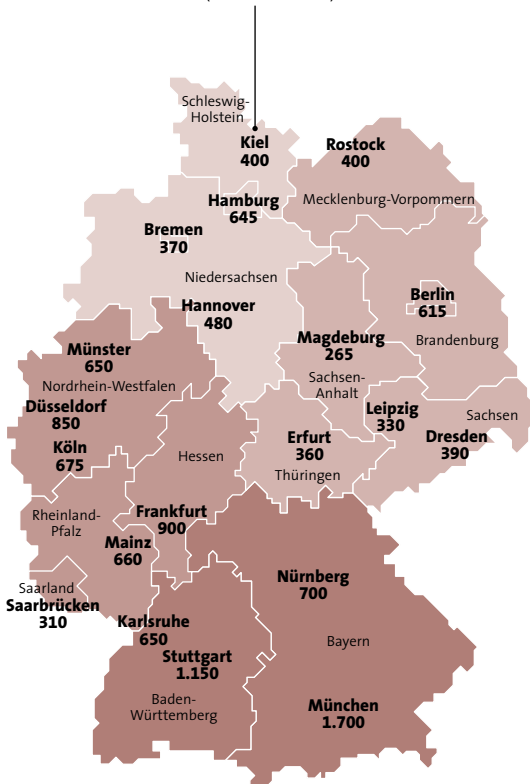 Schleswig-
Holstein
Kiel
400
Rostock
400
Hamburg
645
Mecklenburg-Vorpommern
Bremen
370
Niedersachsen
Hannover
480
Berlin
615
Brandenburg
Magdeburg
265
Sachsen-
Anhalt
Münster
650
Nordrhein-Westfalen
Düsseldorf
850
Köln
675
Leipzig
330
Sachsen
Dresden
390
Erfurt
360
Thüringen
Hessen
Frankfurt
900
Rheinland-
Pfalz
Mainz
660
Saarland
Saarbrücken
310
Nürnberg
700
Karlsruhe
650
Stuttgart
1.150
Bayern
Baden-
Württemberg
München
1.700